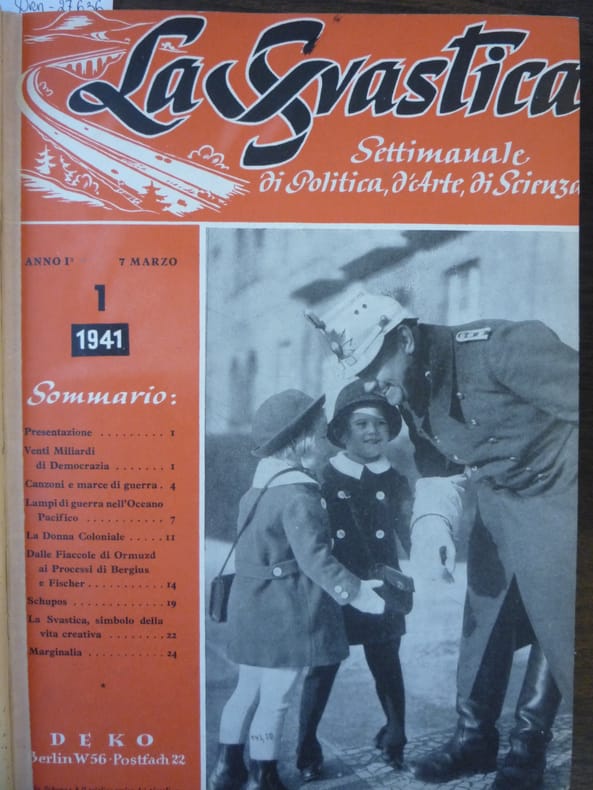 Drn - 27636
La Svastica
Settimanale
di Politica, d'Arte, di Scienza
ANNO Iº 7 MARZO
1
1941
Sommario:
Presentazione . . . . . . . . . 1
Venti Miliardi
di Democrazia . . . . . . . 1
Canzoni e marce di guerra . 4
Lampi di guerra nell'Oceano
Pacifico . . . . . . . . . . . 7
La Donna Coloniale . . . . . 11
Dalle Fiaccole di Ormuzd
ai Processi di Bergius
e Fischer . . . . . . . . . . . 14
Schupos . . . . . . . . . . . . . 19
La Svastica, simbolo della
vita creativa . . . . . . . . 22
Marginalia . . . . . . . . . . . 24
*
DEKO
Berlin W 56 · Postfach 22